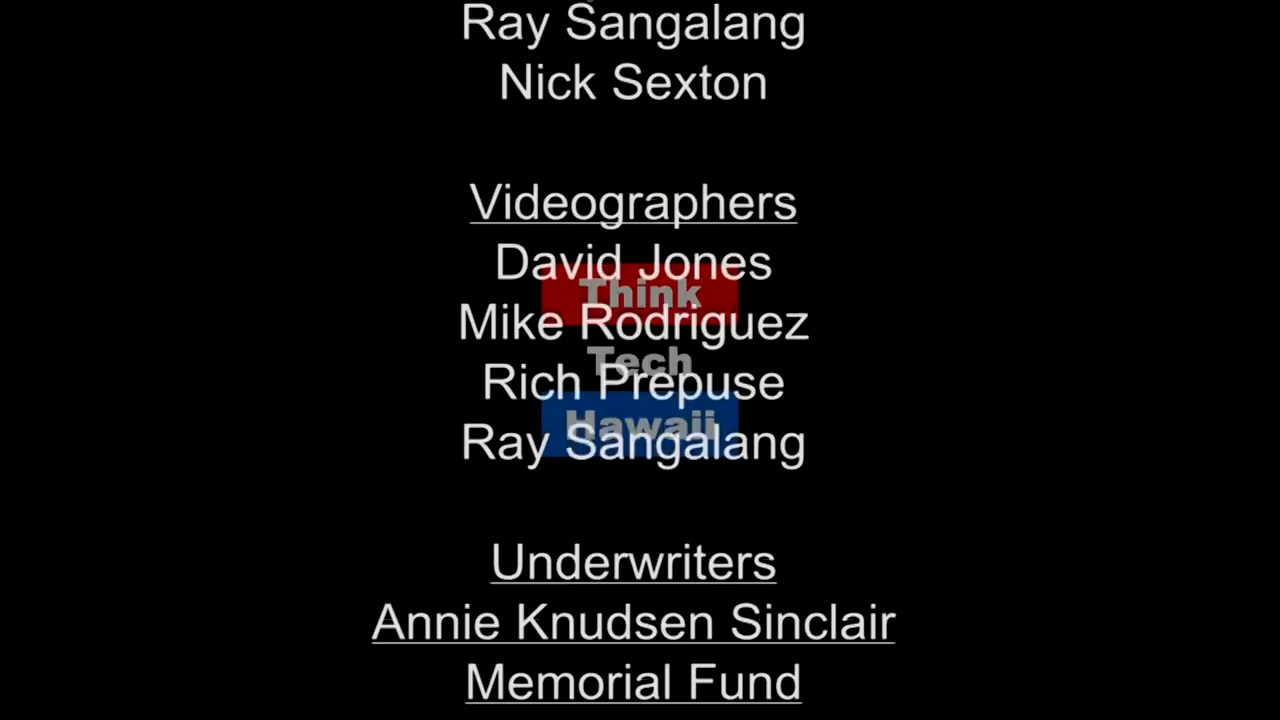 Ray Sangalang
Nick Sexton
Videographers
David Jones
Mike Rodriguez
Rich Prepuse
Ray Sangalang
Think
Tech
Hawaii
Underwriters
Annie Knudsen Sinclair
Memorial Fund